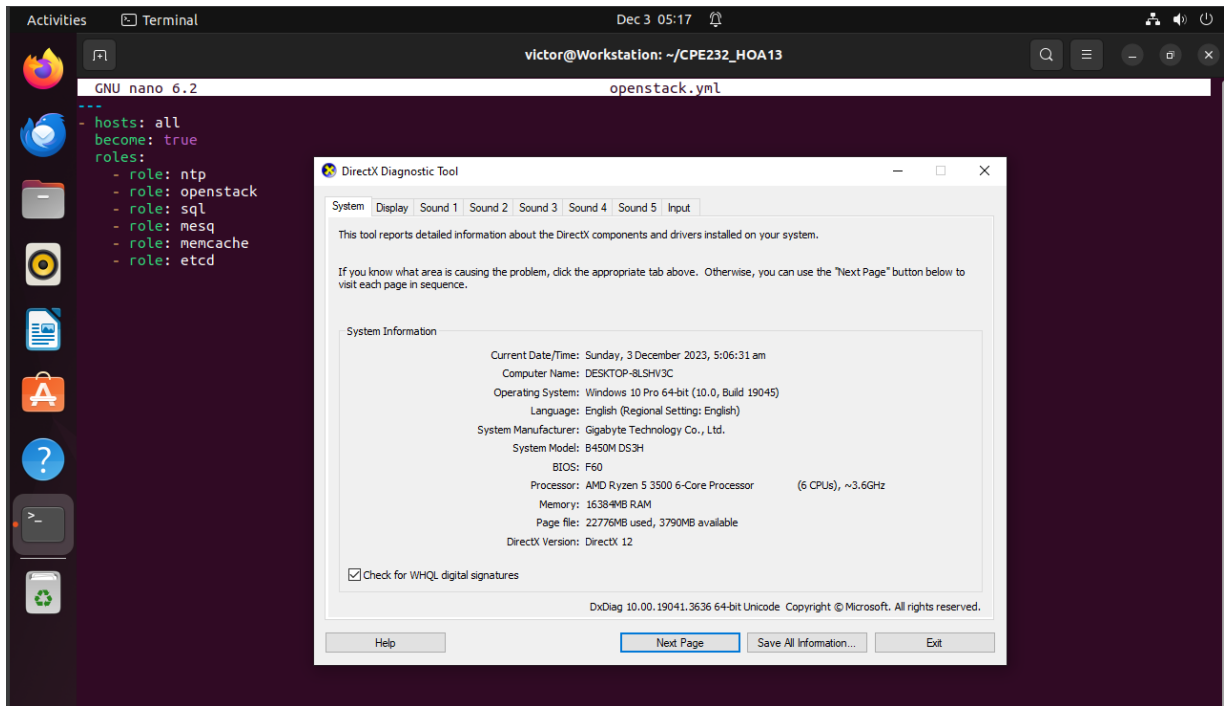 Activities Terminal Dec 3 05:17
victor@Workstation: ~/CPE232_HOA13
GNU nano 6.2 openstack.yml
---
- hosts: all
become: true
roles:
- role: ntp
- role: openstack
- role: sql
- role: mesq
- role: memcache
- role: etcd
DirectX Diagnostic Tool
System Display Sound 1 Sound 2 Sound 3 Sound 4 Sound 5 Input
This tool reports detailed information about the DirectX components and drivers installed on your system.
If you know what area is causing the problem, click the appropriate tab above. Otherwise, you can use the "Next Page" button below to
visit each page in sequence.
System Information
Current Date/Time: Sunday, 3 December 2023, 5:06:31 am
Computer Name: DESKTOP-8LSHV3C
Operating System: Windows 10 Pro 64-bit (10.0, Build 19045)
Language: English (Regional Setting: English)
System Manufacturer: Gigabyte Technology Co., Ltd.
System Model: B450M DS3H
BIOS: F60
Processor: AMD Ryzen 5 3500 6-Core Processor (6 CPUs), ~3.6GHz
Memory: 16384MB RAM
Page file: 22776MB used, 3790MB available
DirectX Version: DirectX 12
Check for WHQL digital signatures
DxDiag 10.00.19041.3636 64-bit Unicode Copyright © Microsoft. All rights reserved.
Help Next Page Save All Information... Exit